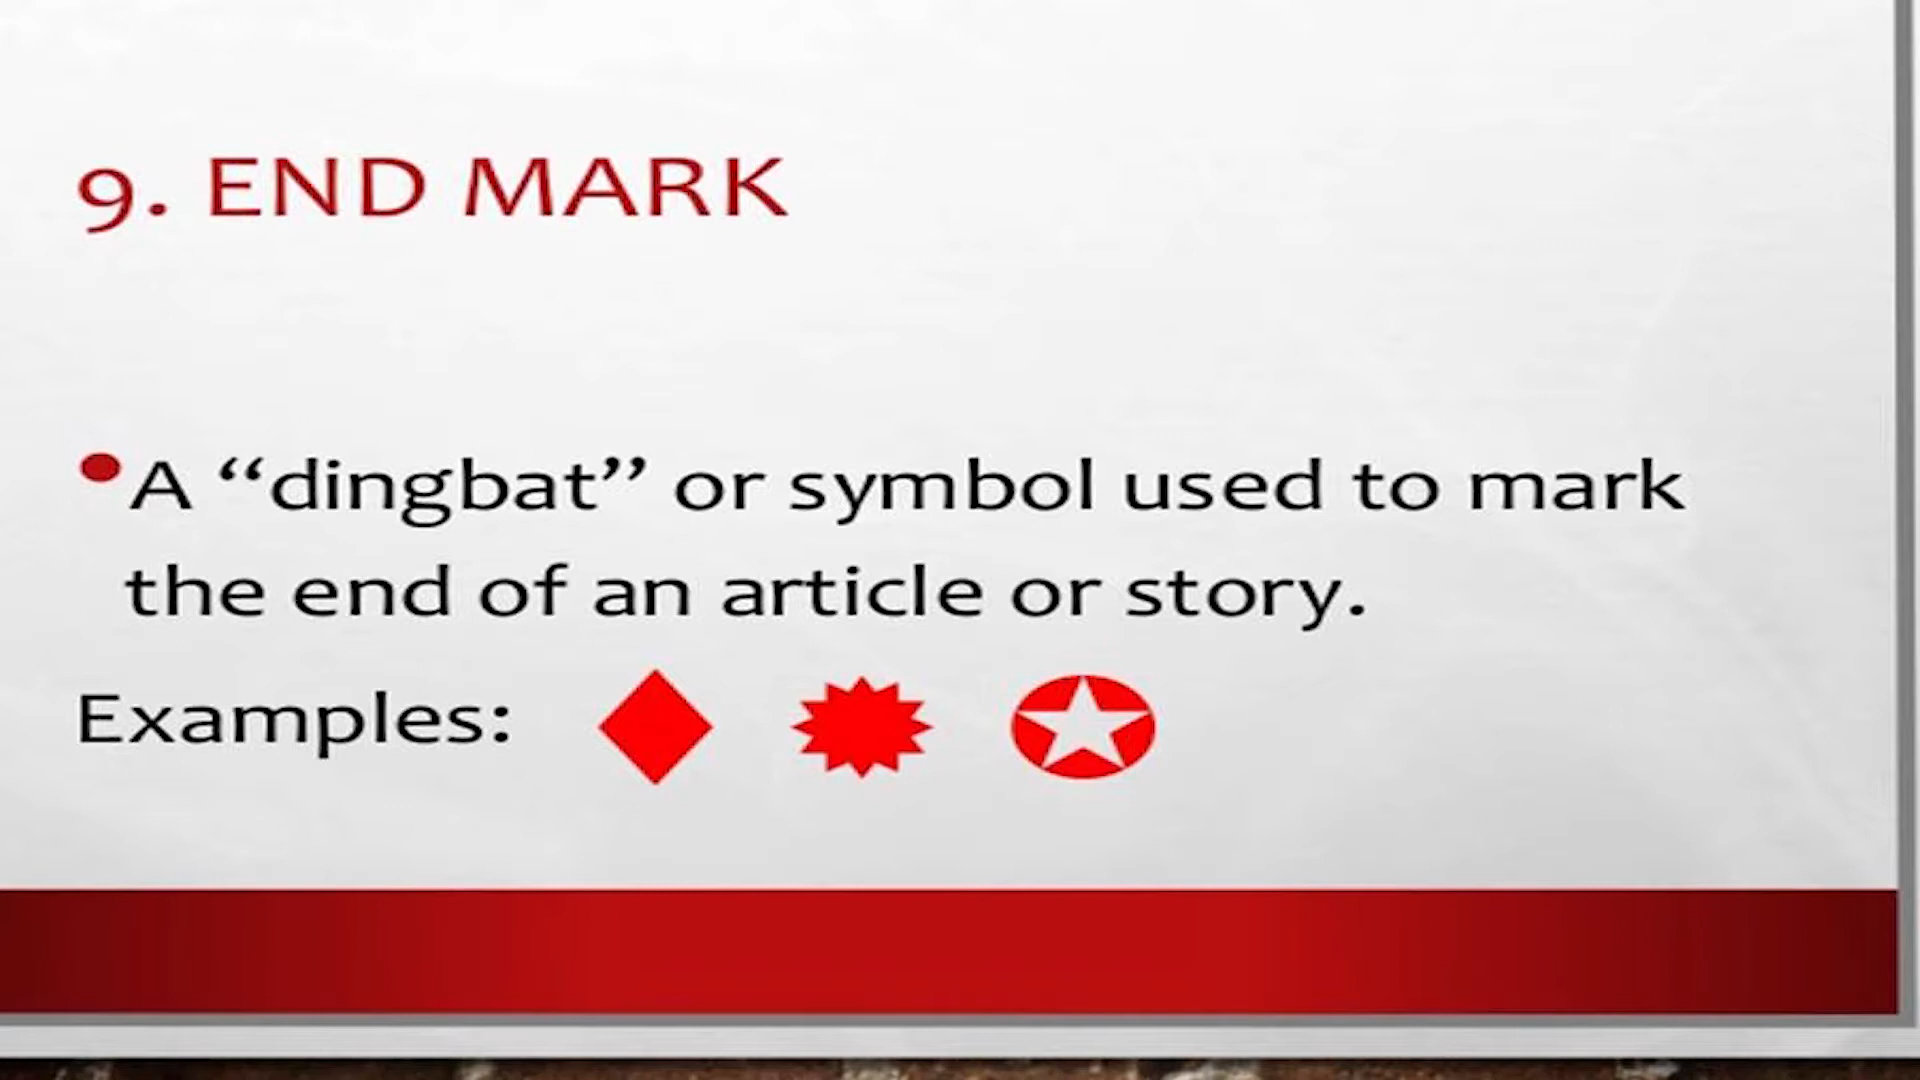 9. END MARK
A “dingbat” or symbol used to mark
the end of an article or story.
Examples: